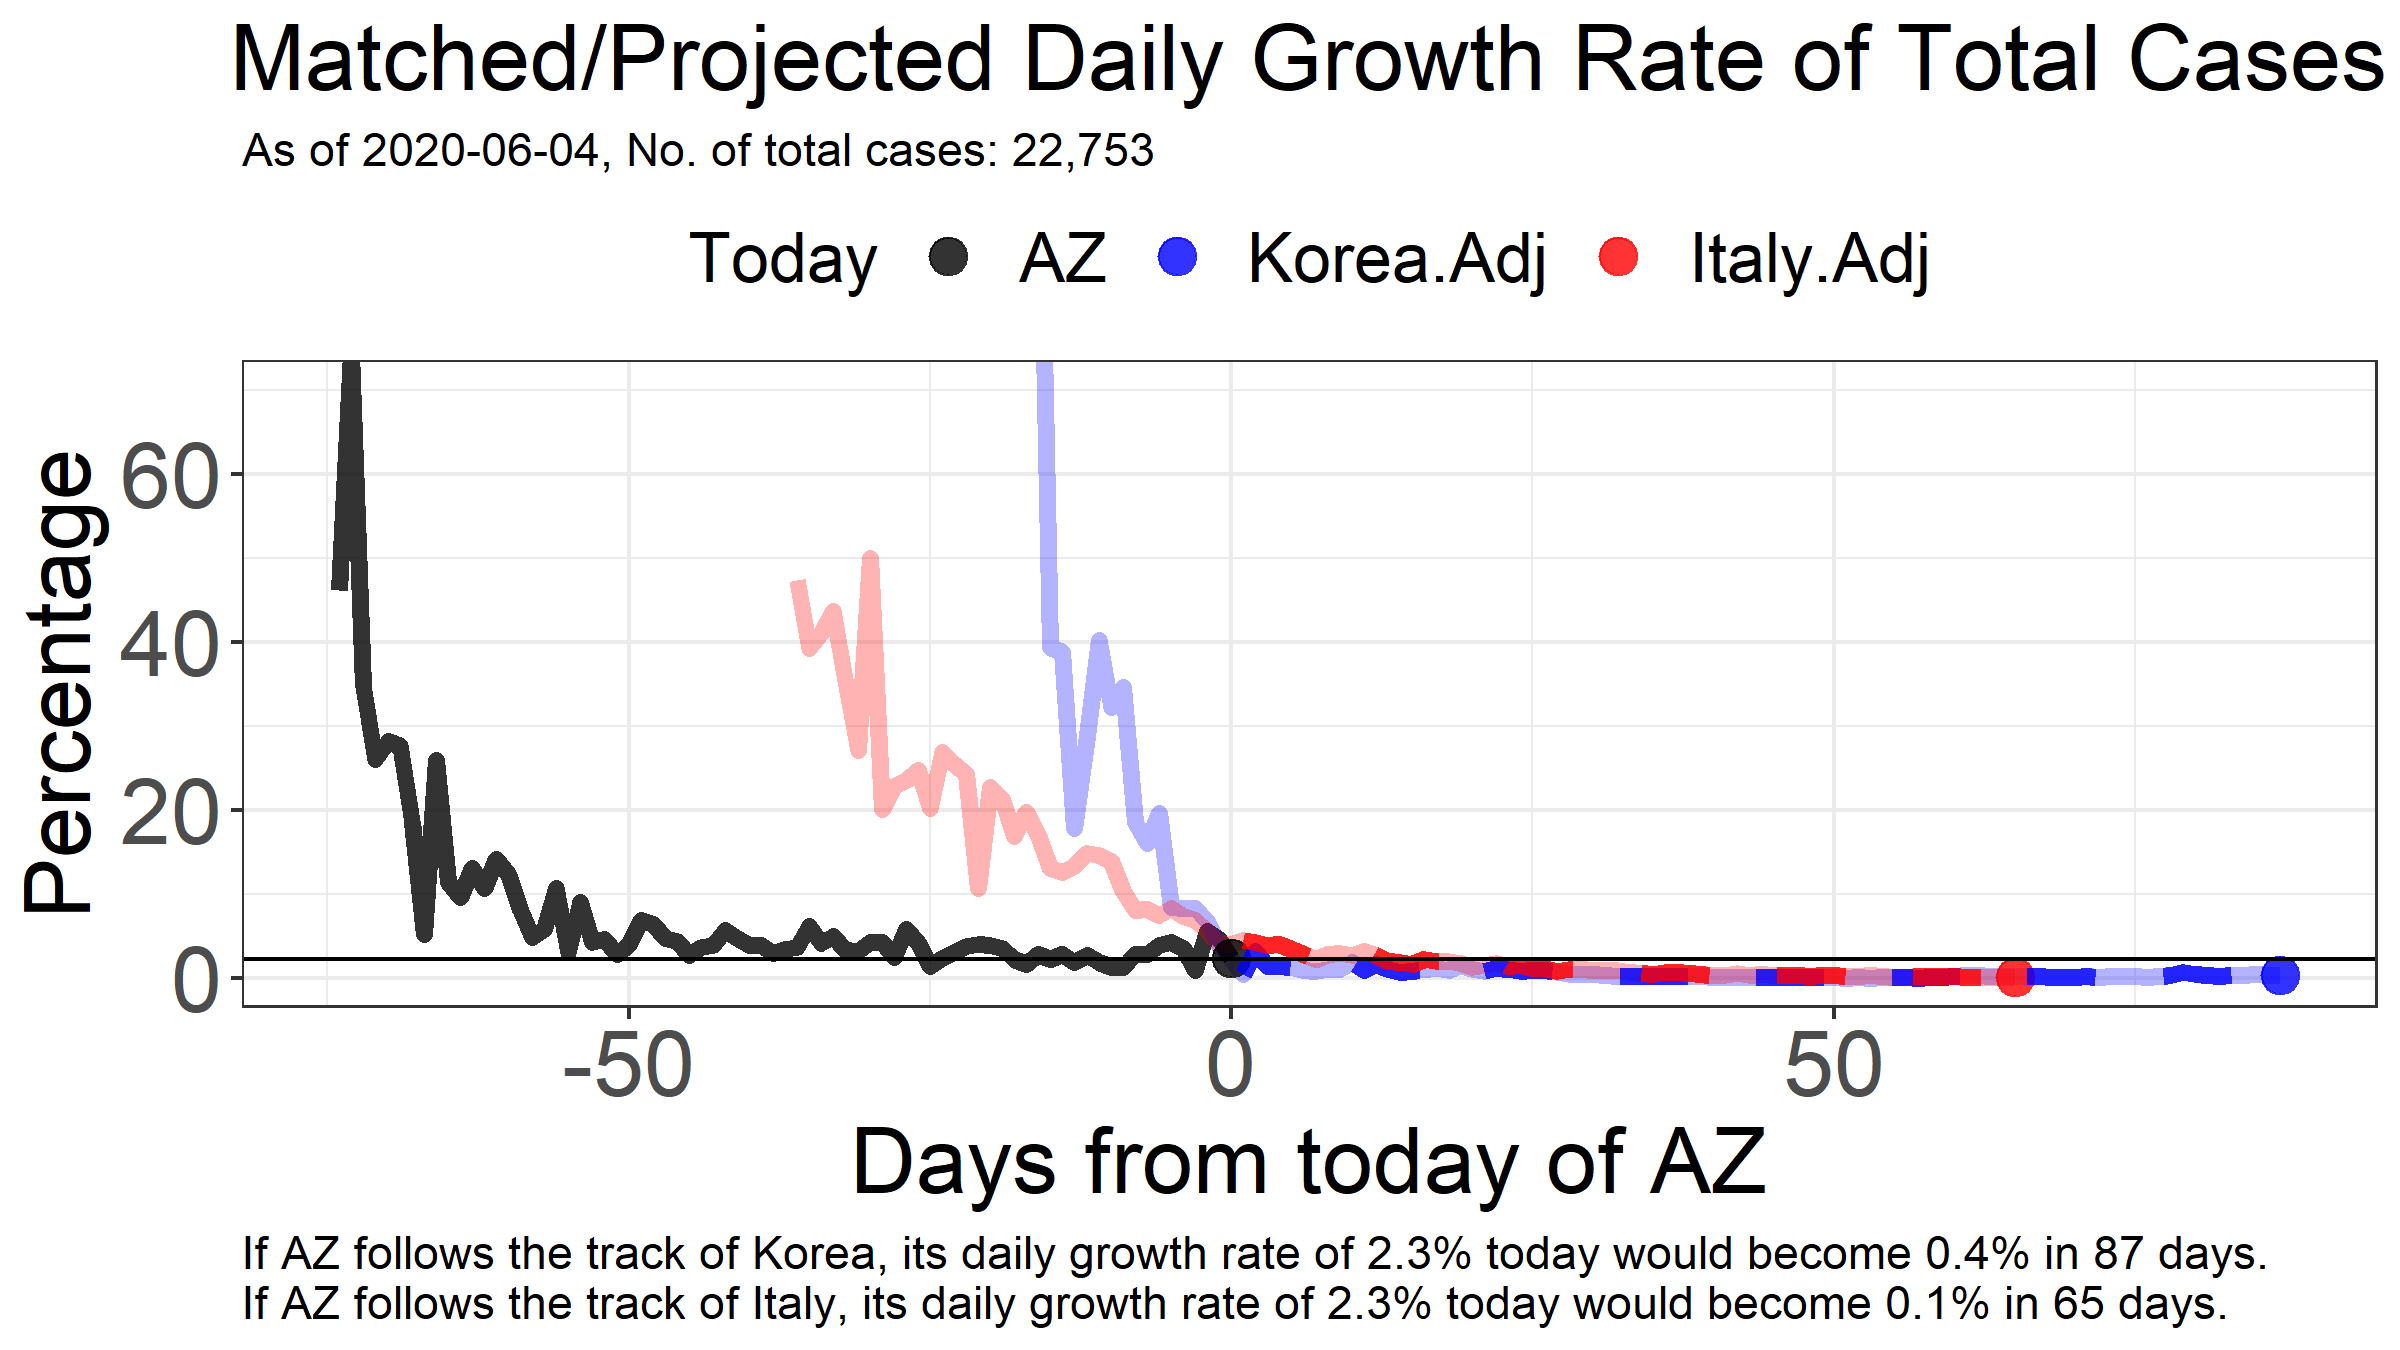 Matched/Projected Daily Growth Rate of Total Cases
As of 2020-06-04, No. of total cases: 22,753
Today AZ Korea.Adj Italy.Adj
Percentage
60
40
20
0
-50 0 50
Days from today of AZ
If AZ follows the track of Korea, its daily growth rate of 2.3% today would become 0.4% in 87 days.
If AZ follows the track of Italy, its daily growth rate of 2.3% today would become 0.1% in 65 days.